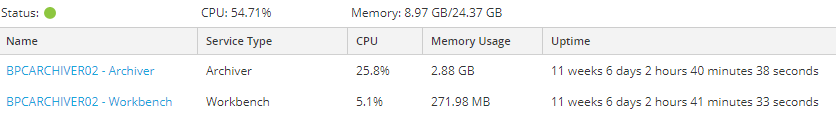 Status: CPU: 54.71% Memory: 8.97 GB/24.37 GB
Name Service Type CPU Memory Usage Uptime
BPCARCHIVER02 - Archiver Archiver 25.8% 2.88 GB 11 weeks 6 days 2 hours 40 minutes 38 seconds
BPCARCHIVER02 - Workbench Workbench 5.1% 271.98 MB 11 weeks 6 days 2 hours 41 minutes 33 seconds